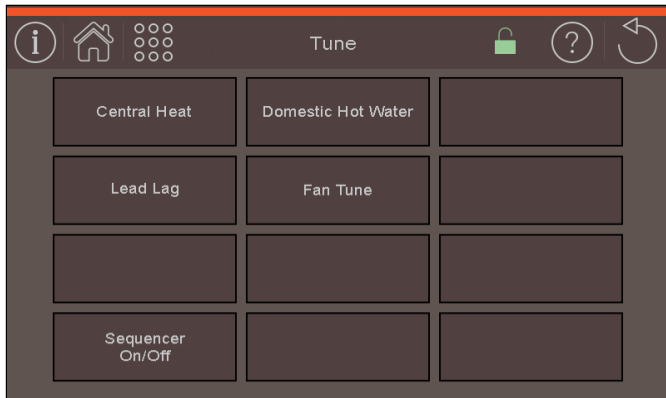 i
Tune
?
Central Heat
Domestic Hot Water
Lead Lag
Fan Tune
Sequencer
On/Off